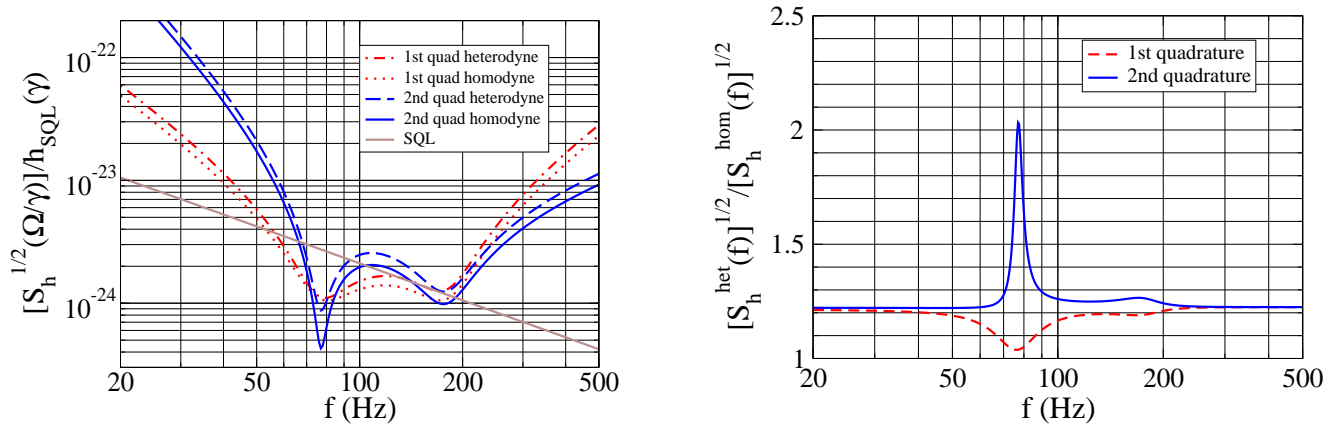 [S_h^{1/2}(Ω/γ)]/h_{SQL}(γ)
10^{-22}
10^{-23}
10^{-24}
1st quad heterodyne
1st quad homodyne
2nd quad heterodyne
2nd quad homodyne
SQL
20 50 100 200 500
f (Hz)
[S_h^{het}(f)]^{1/2}/[S_h^{hom}(f)]^{1/2}
2.5
2
1.5
1
1st quadrature
2nd quadrature
20 50 100 200 500
f (Hz)